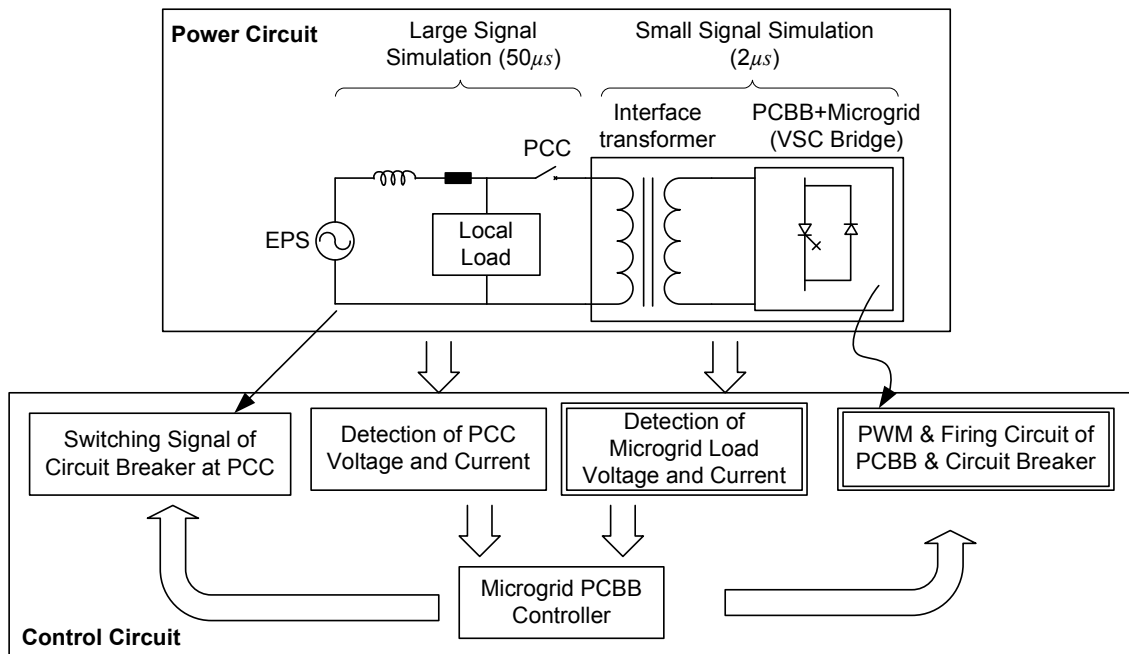 Power Circuit
Large Signal
Simulation (50μs)
Small Signal Simulation
(2μs)
Interface
transformer
PCBB+Microgrid
(VSC Bridge)
PCC
EPS
Local
Load
Switching Signal of
Circuit Breaker at PCC
Detection of PCC
Voltage and Current
Detection of
Microgrid Load
Voltage and Current
PWM & Firing Circuit of
PCBB & Circuit Breaker
Microgrid PCBB
Controller
Control Circuit